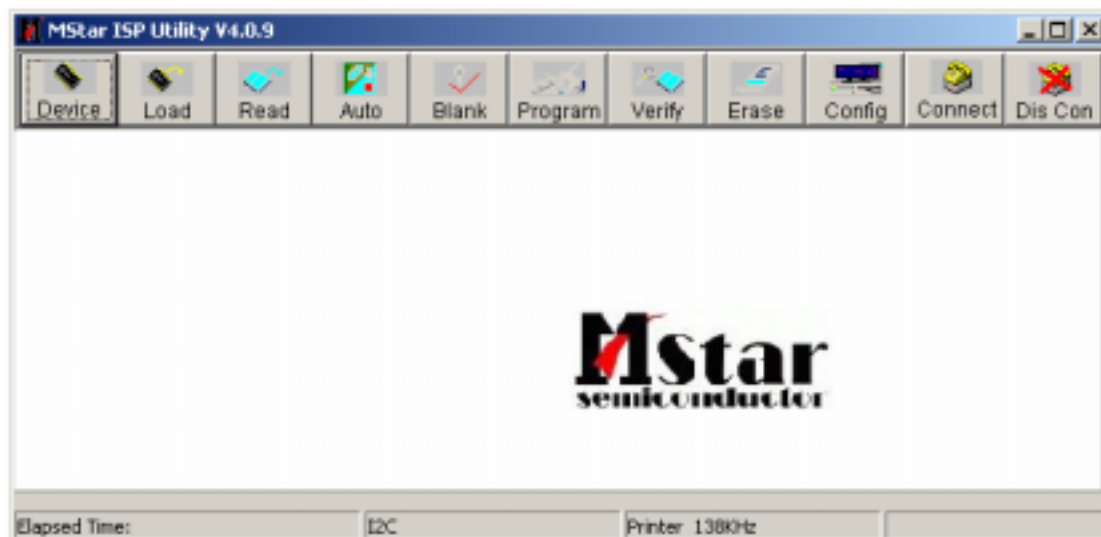 MStar ISP Utility V4.0.9
Device Load Read Auto Blank Program Verify Erase Config Connect Dis Con
MStar
semiconductor
Elapsed Time: I2C Printer 138KHz